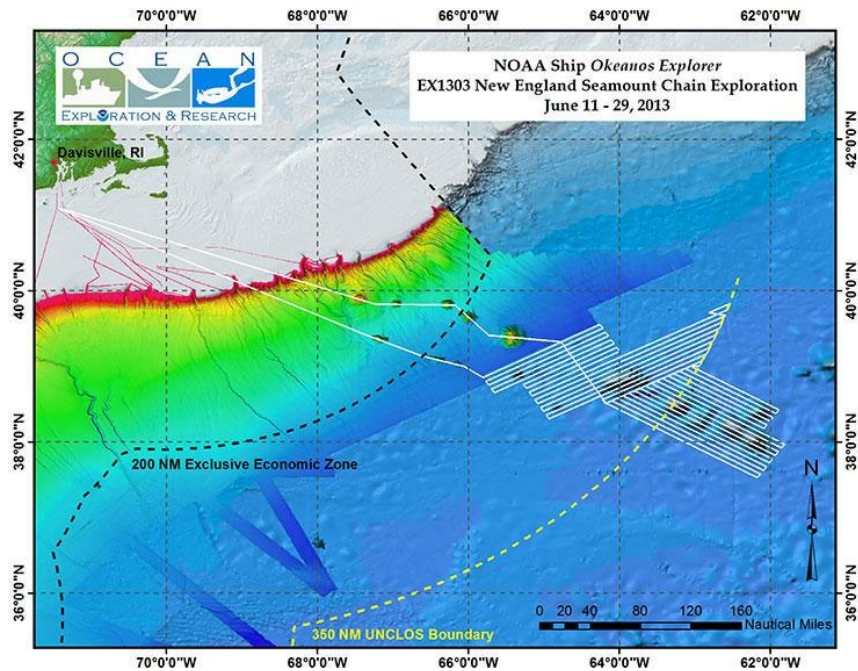 70°0'0"W 68°0'0"W 66°0'0"W 64°0'0"W 62°0'0"W
OCEAN
EXPLORATION & RESEARCH
NOAA Ship Okeanos Explorer
EX1303 New England Seamount Chain Exploration
June 11 - 29, 2013
42°0'0"N
42°0'0"N
Davisville, RI
40°0'0"N
40°0'0"N
38°0'0"N
38°0'0"N
200 NM Exclusive Economic Zone
N
36°0'0"N
36°0'0"N
0 10 20 40 80 120 160
Nautical Miles
350 NM UNCLOS Boundary
70°0'0"W 68°0'0"W 66°0'0"W 64°0'0"W 62°0'0"W